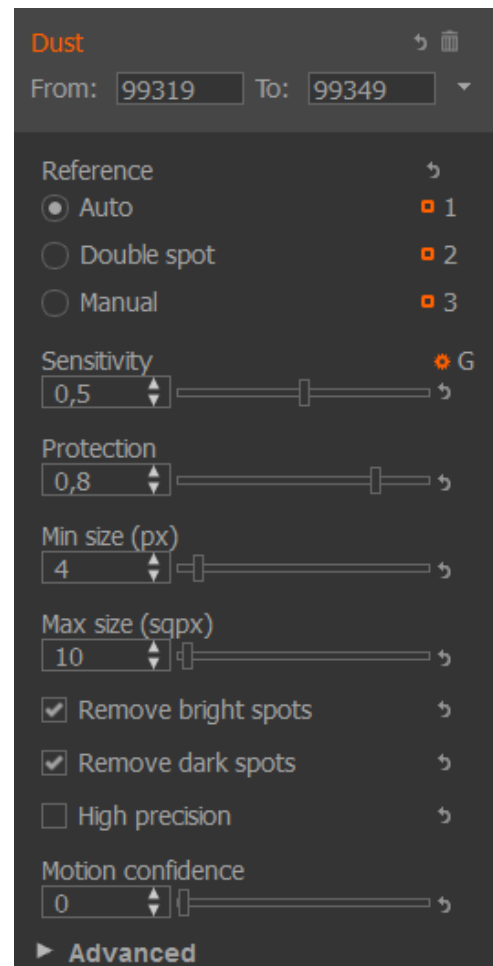 Dust
From: 99319 To: 99349
Reference
Auto 1
Double spot 2
Manual 3
Sensitivity G
0,5
Protection
0,8
Min size (px)
4
Max size (sqpx)
10
Remove bright spots
Remove dark spots
High precision
Motion confidence
0
Advanced